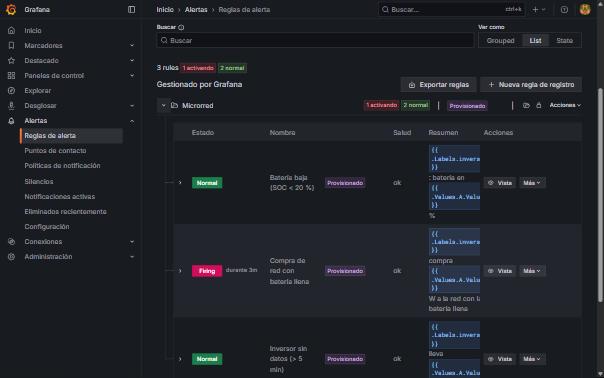 Grafana
Inicio
Marcadores
Destacado
Paneles de control
Explorar
Desglosar
Alertas
Reglas de alerta
Puntos de contacto
Políticas de notificación
Silencios
Notificaciones activas
Eliminados recientemente
Configuración
Conexiones
Administración
Inicio › Alertas › Reglas de alerta
Buscar... ctrl+k
Buscar
Buscar
Ver como
Grouped List State
3 rules 1 activando 2 normal
Gestionado por Grafana
Exportar reglas
+ Nueva regla de registro
Microrred 1 activando 2 normal Provisionado Acciones
Estado Nombre Salud Resumen Acciones
Normal
Batería baja
(SOC < 20 %)
Provisionado
ok
{{
.Labels.invers
}}
: batería en
{{
.Values.A.Valu
}}
%
Vista Más
Firing durante 3m
Compra de
red con
batería llena
Provisionado
ok
{{
.Labels.invers
}}
compra
{{
.Values.A.Valu
}}
W a la red con la
batería llena
Vista Más
Normal
Inversor sin
datos (> 5
min)
Provisionado
ok
{{
.Labels.invers
}}
lleva
{{
.Values.A.Valu
Vista Más